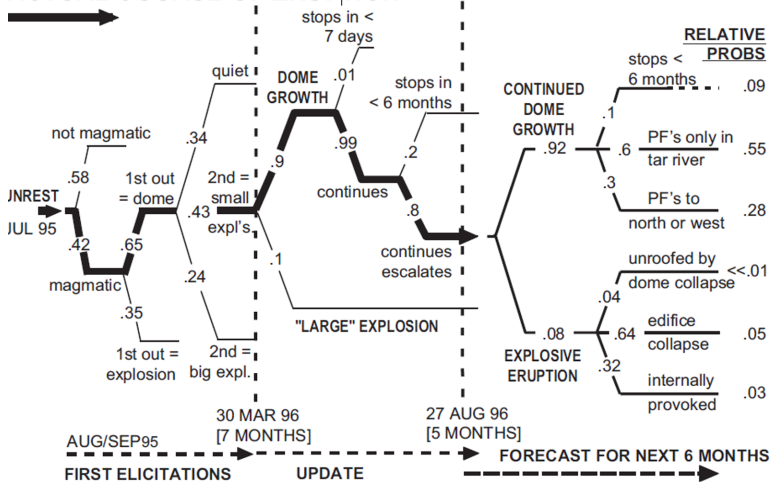 stops in <
7 days
RELATIVE
PROBS
quiet
DOME
GROWTH
.01
stops in
< 6 months
CONTINUED
DOME
GROWTH
stops <
6 months
.09
not magmatic
.34
.99
.2
.1
.92
.6
PF's only in
tar river
.55
.58
1st out
= dome
2nd =
small
expl's.
.9
continues
.3
UNREST
JUL 95
.43
.8
PF's to
north or west
.28
.42
.65
.24
.1
continues
escalates
unroofed by
dome collapse
<<.01
magmatic
.35
"LARGE" EXPLOSION
.04
1st out =
explosion
2nd =
big expl.
.08
EXPLOSIVE
ERUPTION
.64
edifice
collapse
.05
.32
internally
provoked
.03
30 MAR 96
[7 MONTHS]
27 AUG 96
[5 MONTHS]
AUG/SEP95
FIRST ELICITATIONS
UPDATE
FORECAST FOR NEXT 6 MONTHS